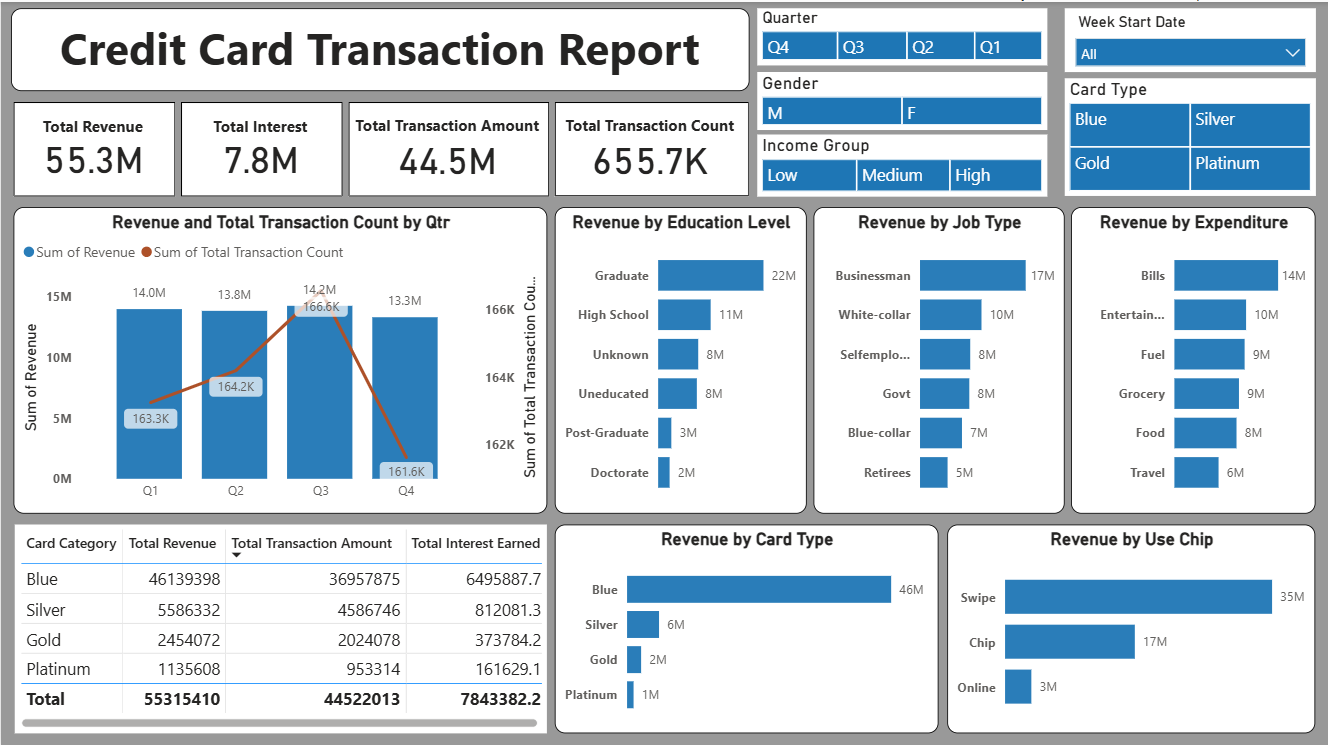 Credit Card Transaction Report
Quarter
Q4 Q3 Q2 Q1
Gender
M F
Income Group
Low Medium High
Week Start Date
All
Card Type
Blue Silver
Gold Platinum
Total Revenue
55.3M
Total Interest
7.8M
Total Transaction Amount
44.5M
Total Transaction Count
655.7K
Revenue and Total Transaction Count by Qtr
Sum of Revenue Sum of Total Transaction Count
Sum of Revenue
15M
10M
5M
0M
14.0M 13.8M 14.2M 13.3M
163.3K 164.2K 166.6K 161.6K
Q1 Q2 Q3 Q4
166K
164K
162K
Sum of Total Transaction Cou...
Revenue by Education Level
Graduate 22M
High School 11M
Unknown 8M
Uneducated 8M
Post-Graduate 3M
Doctorate 2M
Revenue by Job Type
Businessman 17M
White-collar 10M
Selfemplo... 8M
Govt 8M
Blue-collar 7M
Retirees 5M
Revenue by Expenditure
Bills 14M
Entertain... 10M
Fuel 9M
Grocery 9M
Food 8M
Travel 6M
Card Category Total Revenue Total Transaction Amount Total Interest Earned
Blue 46139398 36957875 6495887.7
Silver 5586332 4586746 812081.3
Gold 2454072 2024078 373784.2
Platinum 1135608 953314 161629.1
Total 55315410 44522013 7843382.2
Revenue by Card Type
Blue 46M
Silver 6M
Gold 2M
Platinum 1M
Revenue by Use Chip
Swipe 35M
Chip 17M
Online 3M